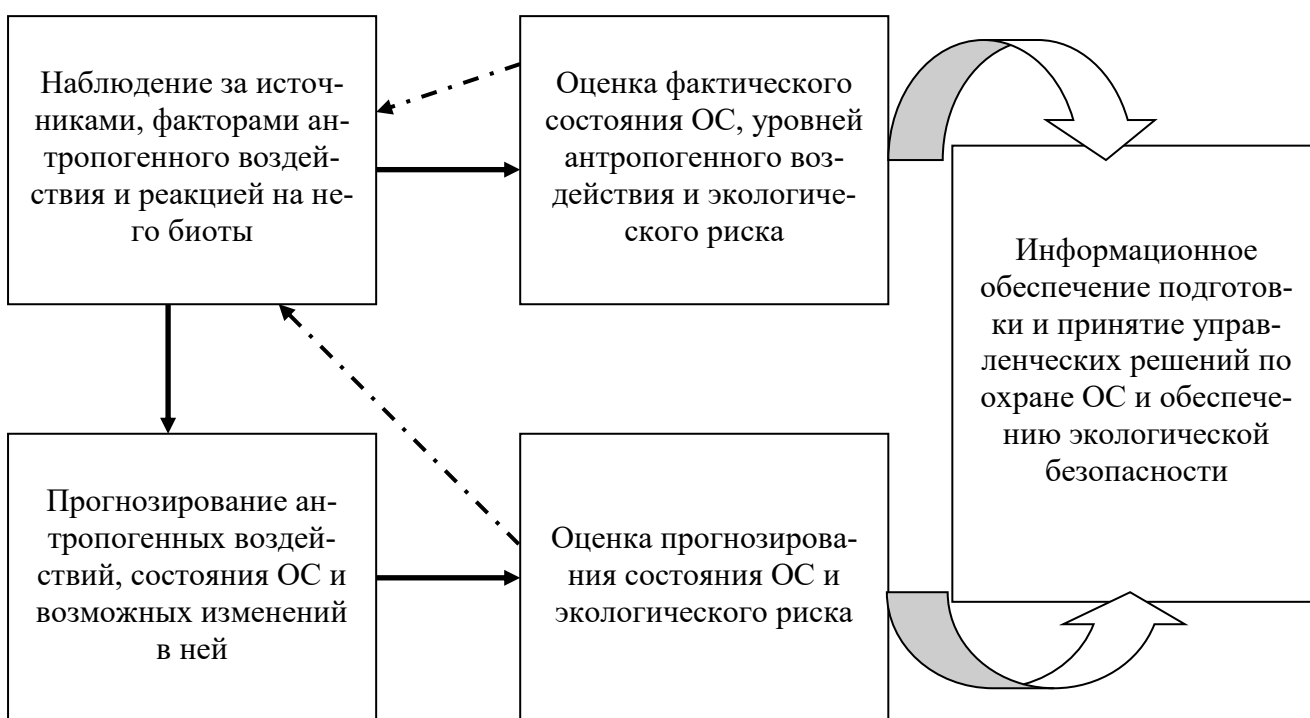 Наблюдение за источ-
никами, факторами ан-
тропогенного воздей-
ствия и реакцией на не-
го биоты
Оценка фактического
состояния ОС, уровней
антропогенного воз-
действия и экологиче-
ского риска
Информационное
обеспечение подготов-
ки и принятие управ-
ленческих решений по
охране ОС и обеспече-
нию экологической
безопасности
Прогнозирование ан-
тропогенных воздей-
ствий, состояния ОС и
возможных изменений
в ней
Оценка прогнозирова-
ния состояния ОС и
экологического риска